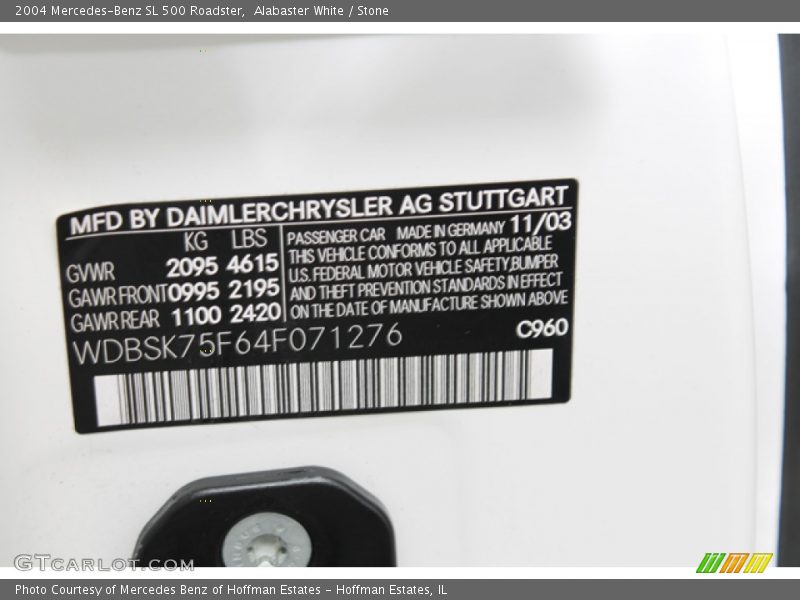 2004 Mercedes-Benz SL 500 Roadster, Alabaster White / Stone
MFD BY DAIMLERCHRYSLER AG STUTTGART
KG LBS
GVWR 2095 4615
GAWR FRONT 0995 2195
GAWR REAR 1100 2420
PASSENGER CAR MADE IN GERMANY 11/03
THIS VEHICLE CONFORMS TO ALL APPLICABLE
U.S. FEDERAL MOTOR VEHICLE SAFETY,BUMPER
AND THEFT PREVENTION STANDARDS IN EFFECT
ON THE DATE OF MANUFACTURE SHOWN ABOVE
WDBSK75F64F071276
C960
GTCARLOT.COM
Photo Courtesy of Mercedes Benz of Hoffman Estates - Hoffman Estates, IL